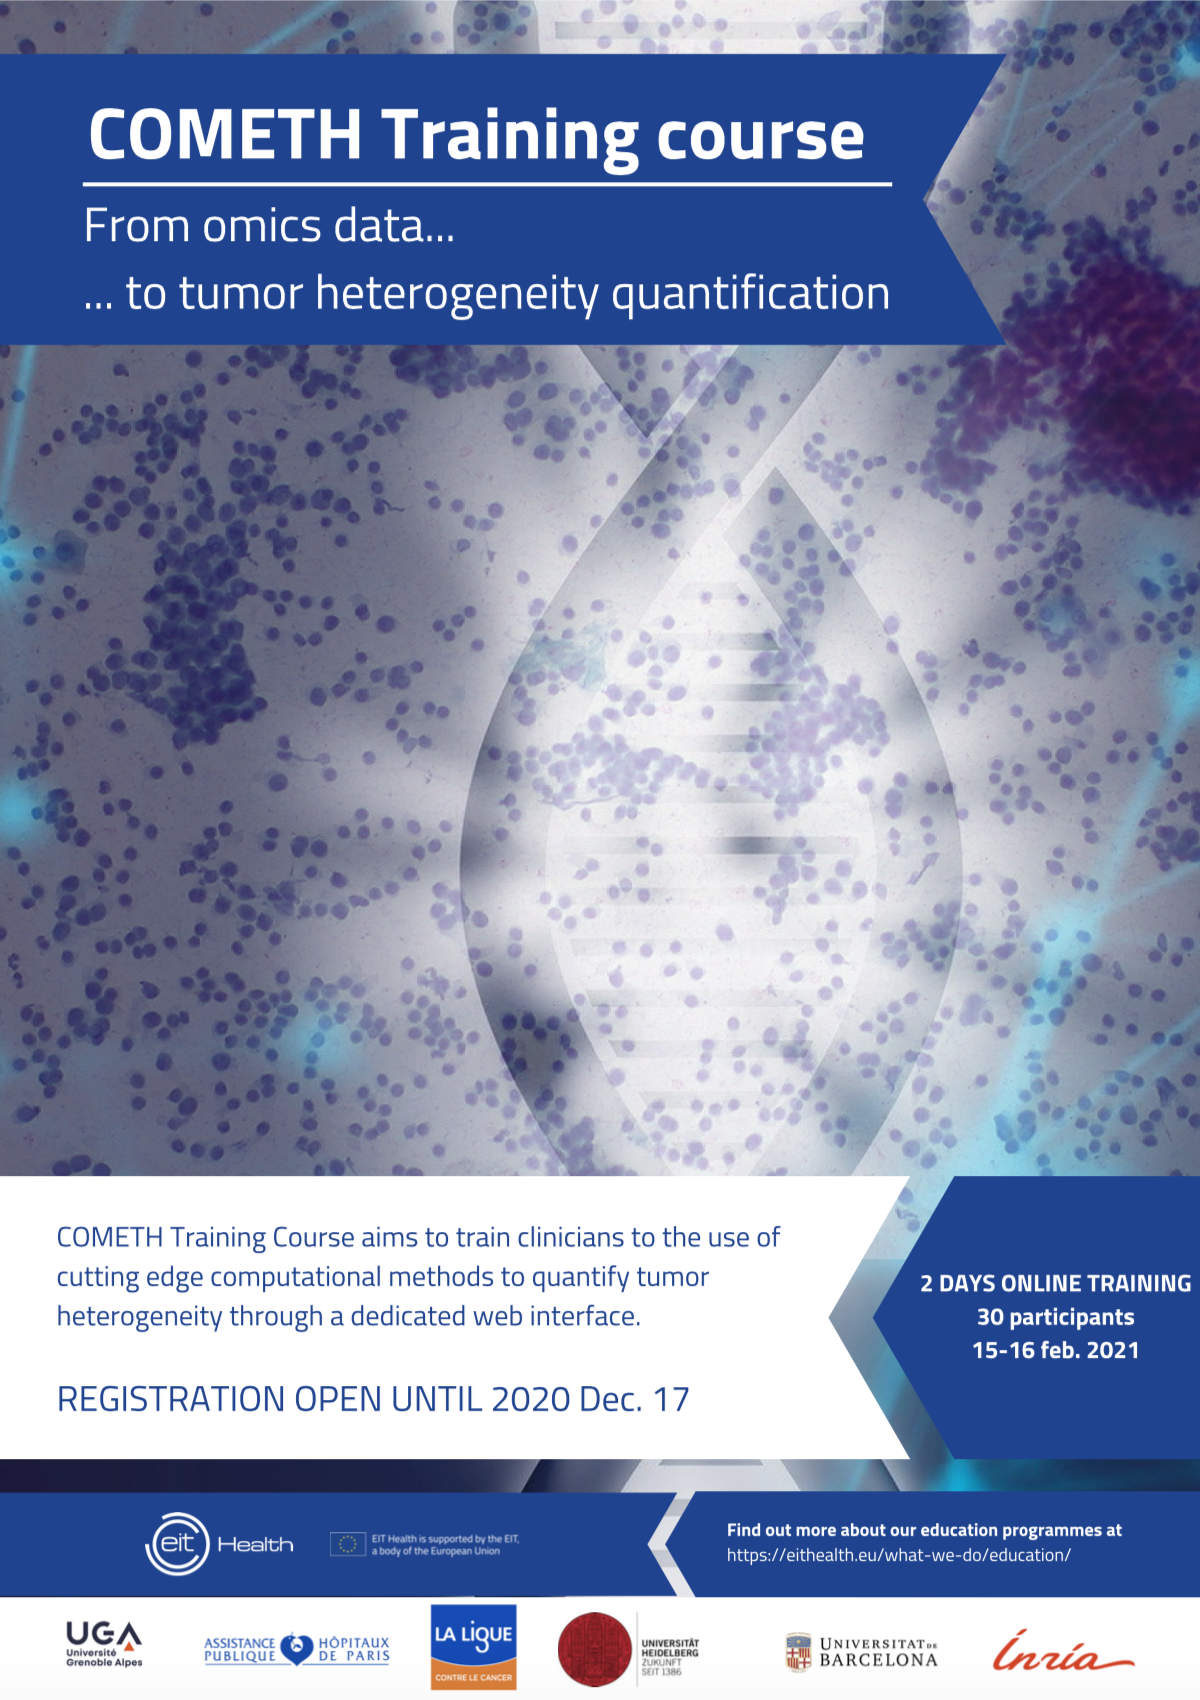 COMETH Training course
From omics data...
... to tumor heterogeneity quantification
COMETH Training Course aims to train clinicians to the use of
cutting edge computational methods to quantify tumor
heterogeneity through a dedicated web interface.
REGISTRATION OPEN UNTIL 2020 Dec. 17
2 DAYS ONLINE TRAINING
30 participants
15-16 feb. 2021
eit Health
EIT Health is supported by the EIT,
a body of the European Union
Find out more about our education programmes at
https://eithealth.eu/what-we-do/education/
UGA
Université
Grenoble Alpes
ASSISTANCE HÔPITAUX
PUBLIQUE DE PARIS
LA LIGUE
CONTRE LE CANCER
UNIVERSITÄT
HEIDELBERG
ZUKUNFT
SEIT 1386
UNIVERSITAT DE
BARCELONA
Inria